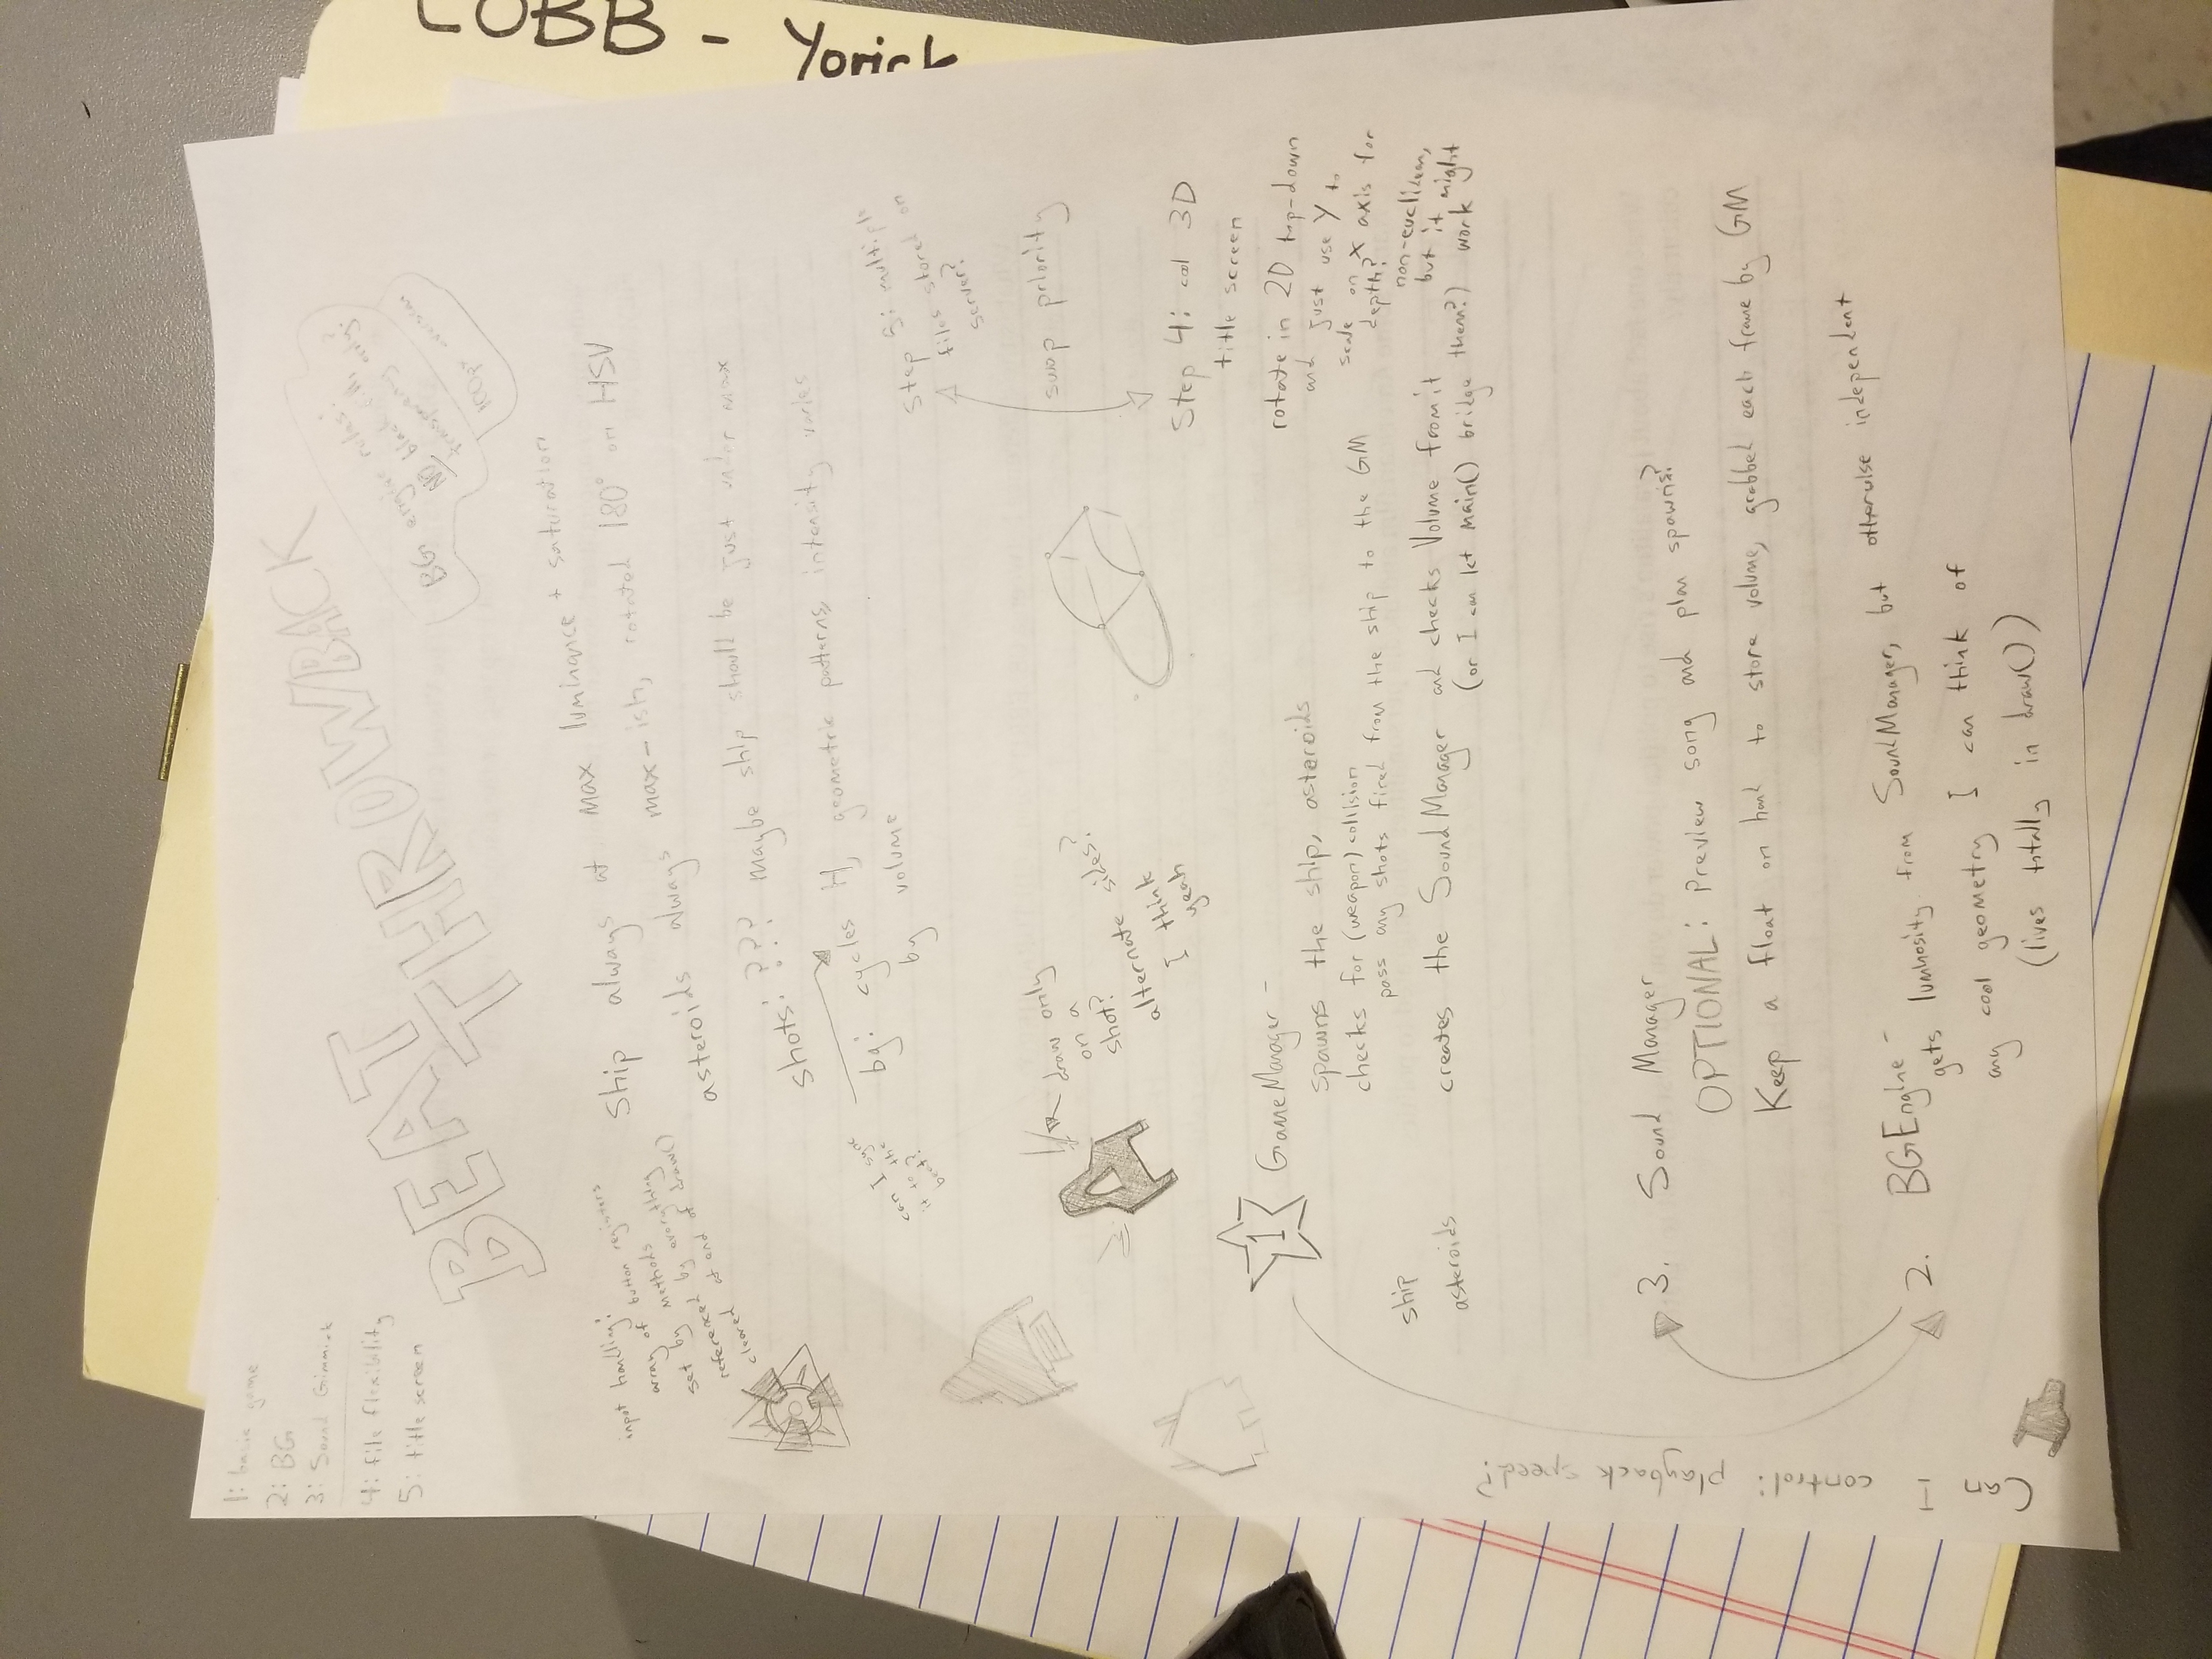 1: basic game
2: BG
3: Sound Gimmick
4: file flexibility
5: title screen
BEAT
THROWBACK
BG engine rules:
NO black fill,
transparency only?
100px overscan
input handling:
array of button registers
set by methods
referenced by everything
cleared at end of draw()
Ship always at max luminance + saturation
asteroids always max-ish, rotated 180° on HSV
shots: ??? maybe ship should be just under max
bg: cycles H, geometric patterns, intensity varies
by volume
can I sync
it to the
beat?
Step 5: multiple
files stored on
server?
swap priority
Step 4: cool 3D
title screen
rotate in 2D top-down
and just use Y to
scale on X axis for
depth?
non-euclidean,
but it might
work
draw only
on a
shot?
alternate sides?
I think
yeah
1 GameManager -
spawns the ship, asteroids
checks for (weapon) collision
pass any shots fired from the ship to the GM
creates the SoundManager and checks Volume from it
(or I can let main() bridge them?)
ship
asteroids
3. Sound Manager
OPTIONAL: Preview song and plan spawns?
Keep a float on hand to store volume, grabbed each frame by GM
2. BGEngine -
gets luminosity from SoundManager, but otherwise independent
any cool geometry I can think of
(lives totally in draw())
Can I control: playback speed?
COBB - Yorick